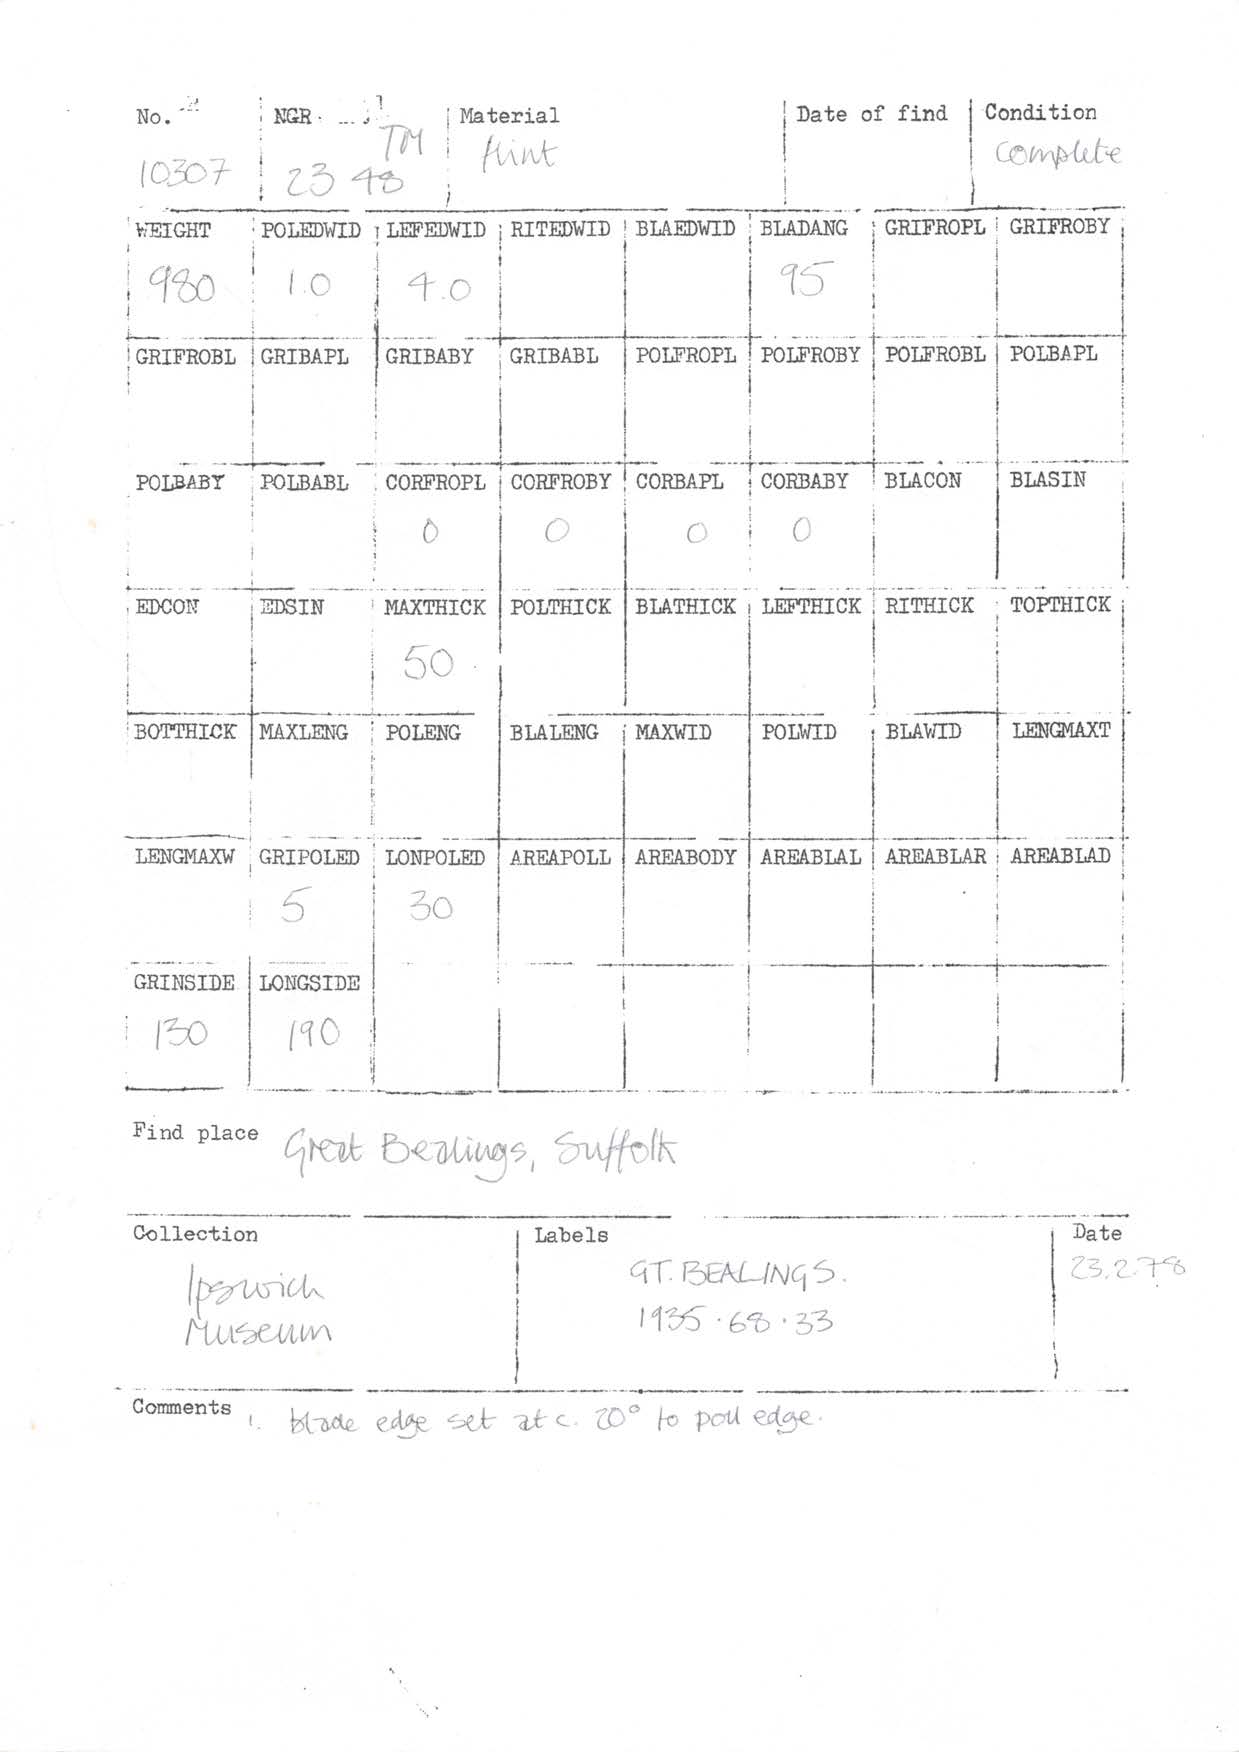 No. NGR Material Date of find Condition
TM
10307 23 48 flint complete
WEIGHT POLEDWID LEFEDWID RITEDWID BLAEDWID BLADANG GRIFROPL GRIFROBY
980 1.0 4.0 95
GRIFROBL GRIBAPL GRIBABY GRIBABL POLFROPL POLFROBY POLFROBL POLBAPL
POLBABY POLBABL CORFROPL CORFROBY CORBAPL CORBABY BLACON BLASIN
0 0 0 0
EDCON EDSIN MAXTHICK POLTHICK BLATHICK LEFTHICK RITHICK TOPTHICK
50
BOTTHICK MAXLENG POLENG BLALENG MAXWID POLWID BLAWID LENGMAXT
LENGMAXW GRIPOLED LONPOLED AREAPOLL AREABODY AREABLAL AREABLAR AREABLAD
5 30
GRINSIDE LONGSIDE
130 190
Find place Great Bealings, Suffolk
Collection Labels Date
Ipswich GT. BEALINGS. 23.2.78
Museum 1935.68.33
Comments 1. blade edge set at c. 20° to poll edge.